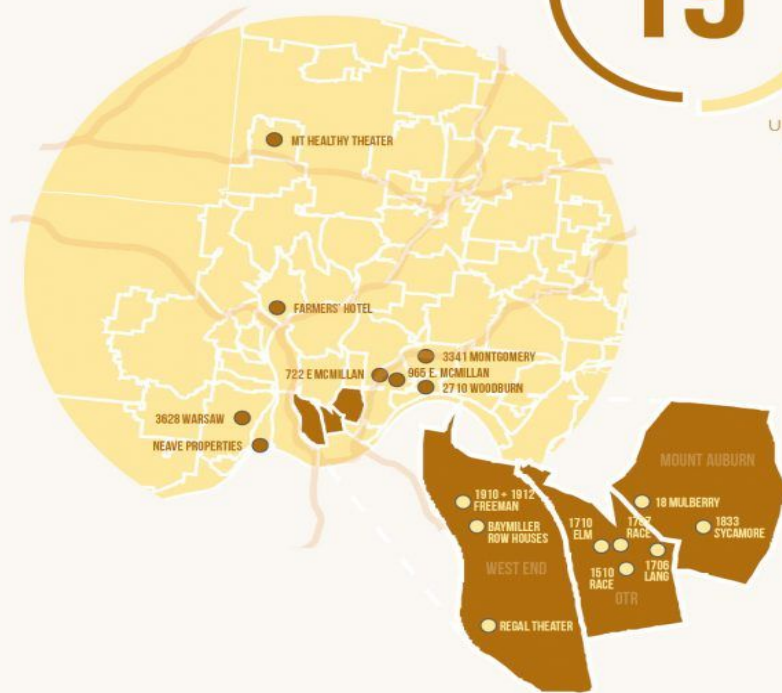 15
U
MT HEALTHY THEATER
FARMERS' HOTEL
3341 MONTGOMERY
722 E MCMILLAN
965 E. MCMILLAN
2710 WOODBURN
3628 WARSAW
NEAVE PROPERTIES
MOUNT AUBURN
1910 + 1912
FREEMAN
18 MULBERRY
BAYMILLER
ROW HOUSES
1710
ELM
RACE
1833
SYCAMORE
WEST END
1510
RACE
1706
LANG
OTR
REGAL THEATER